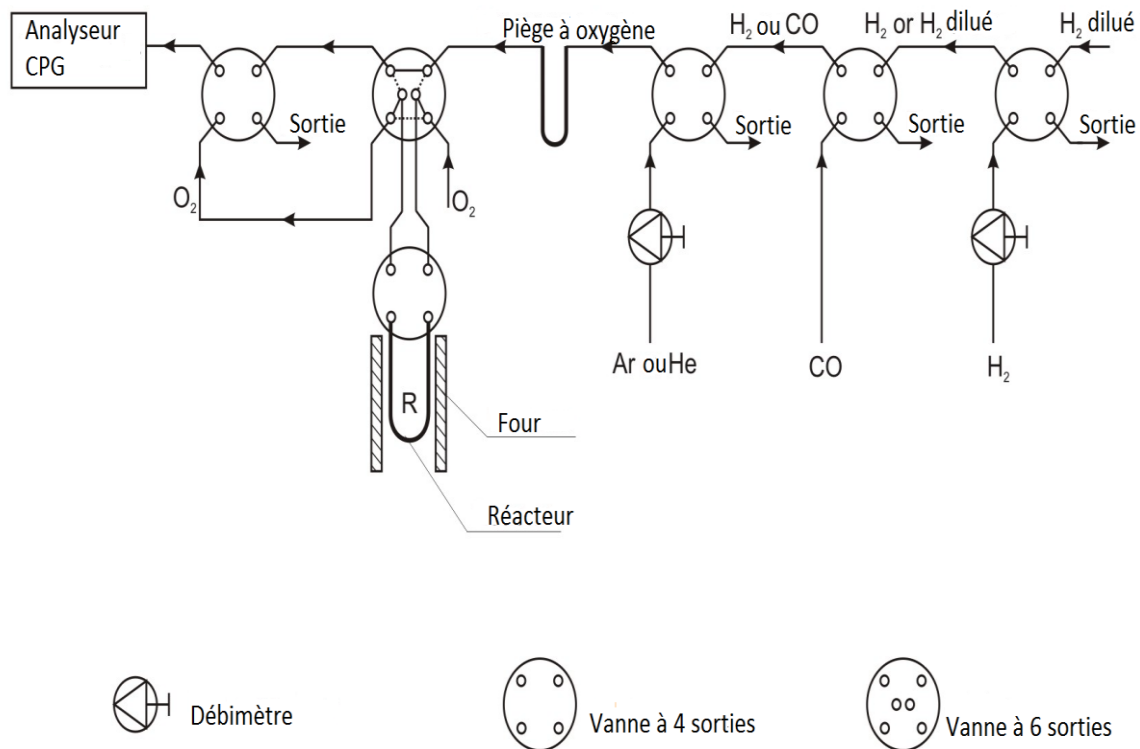 Analyseur
CPG
Piège à oxygène
H₂ ou CO
H₂ or H₂ dilué
H₂ dilué
Sortie
Sortie
Sortie
Sortie
O₂
O₂
Ar ouHe
CO
H₂
R
Four
Réacteur
Débimètre
Vanne à 4 sorties
Vanne à 6 sorties